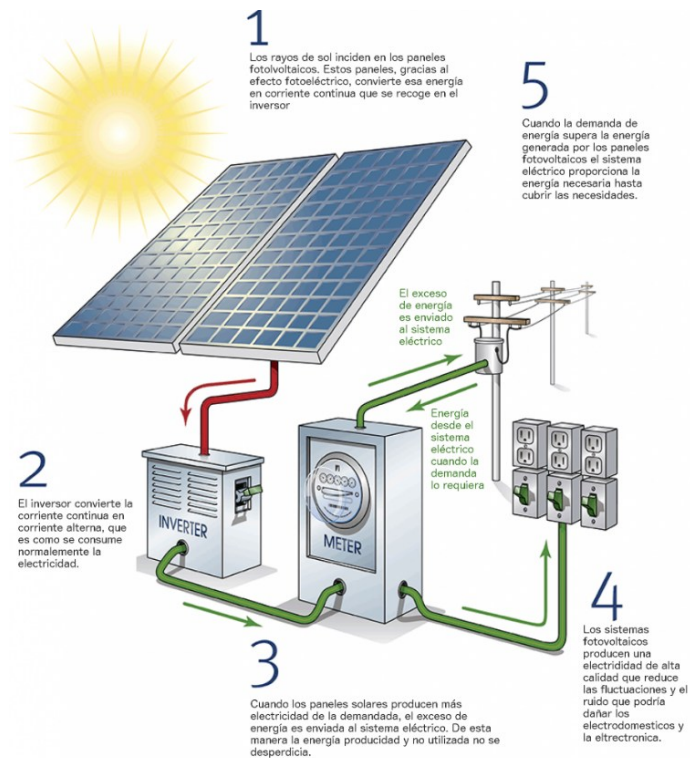 1
Los rayos de sol inciden en los paneles
fotolvoltaicos. Estos paneles, gracias al
efecto fotoeléctrico, convierte esa energía
en corriente continua que se recoge en el
inversor
5
Cuando la demanda de
energía supera la energía
generada por los paneles
fotovoltaicos el sistema
eléctrico proporciona la
energía necesaria hasta
cubrir las necesidades.
El exceso
de energía
es enviado
al sistema
eléctrico
Energía
desde el
sistema
eléctrico
cuando la
demanda
lo requiera
2
El inversor convierte la
corriente continua en
corriente alterna, que
es como se consume
normalemente la
electricidad.
INVERTER
METER
3
Cuando los paneles solares producen más
electricidad de la demandada, el exceso de
energía es enviada al sistema eléctrico. De esta
manera la energía producidad y no utilizada no se
desperdicia.
4
Los sistemas
fotovoltaicos
producen una
electrididad de alta
calidad que reduce
las fluctuaciones y el
ruido que podría
dañar los
electrodomesticos y
la eltrectronica.